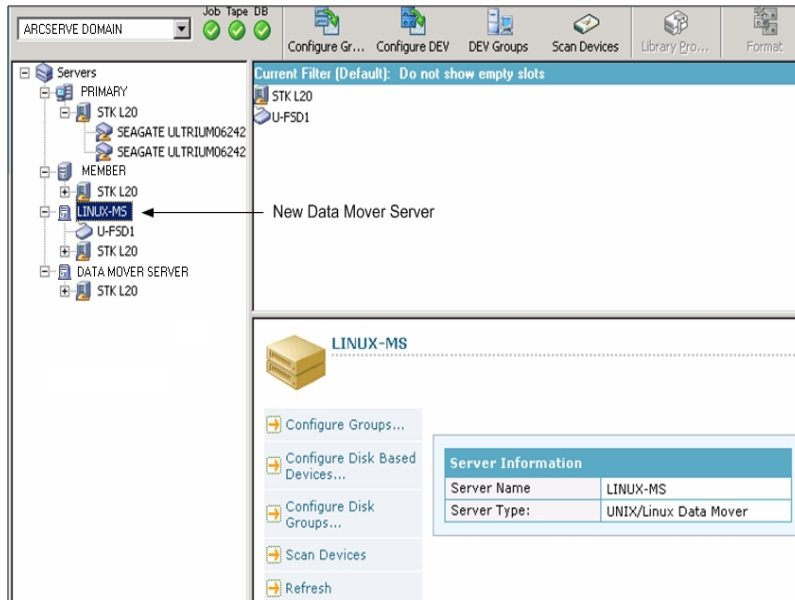 Job Tape DB
ARCSERVE DOMAIN
Configure Gr...
Configure DEV
DEV Groups
Scan Devices
Library Pro...
Format
Servers
PRIMARY
STK L20
SEAGATE ULTRIUM06242
SEAGATE ULTRIUM06242
MEMBER
STK L20
LINUX-MS
U-FSD1
STK L20
DATA MOVER SERVER
STK L20
Current Filter (Default): Do not show empty slots
STK L20
U-FSD1
New Data Mover Server
LINUX-MS
Configure Groups...
Configure Disk Based
Devices...
Configure Disk
Groups...
Scan Devices
Refresh
Server Information
Server Name LINUX-MS
Server Type: UNIX/Linux Data Mover